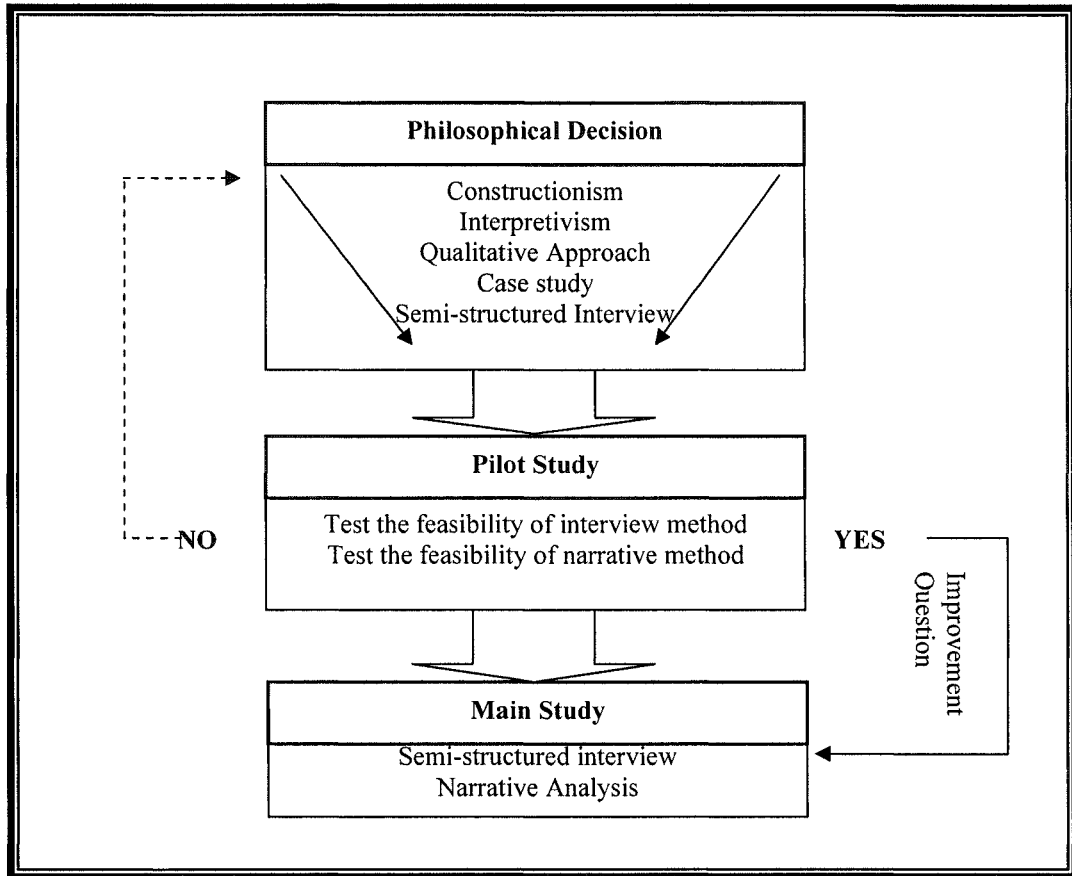 Philosophical Decision
Constructionism
Interpretivism
Qualitative Approach
Case study
Semi-structured Interview
Pilot Study
Test the feasibility of interview method
Test the feasibility of narrative method
NO
YES
Improvement
Question
Main Study
Semi-structured interview
Narrative Analysis